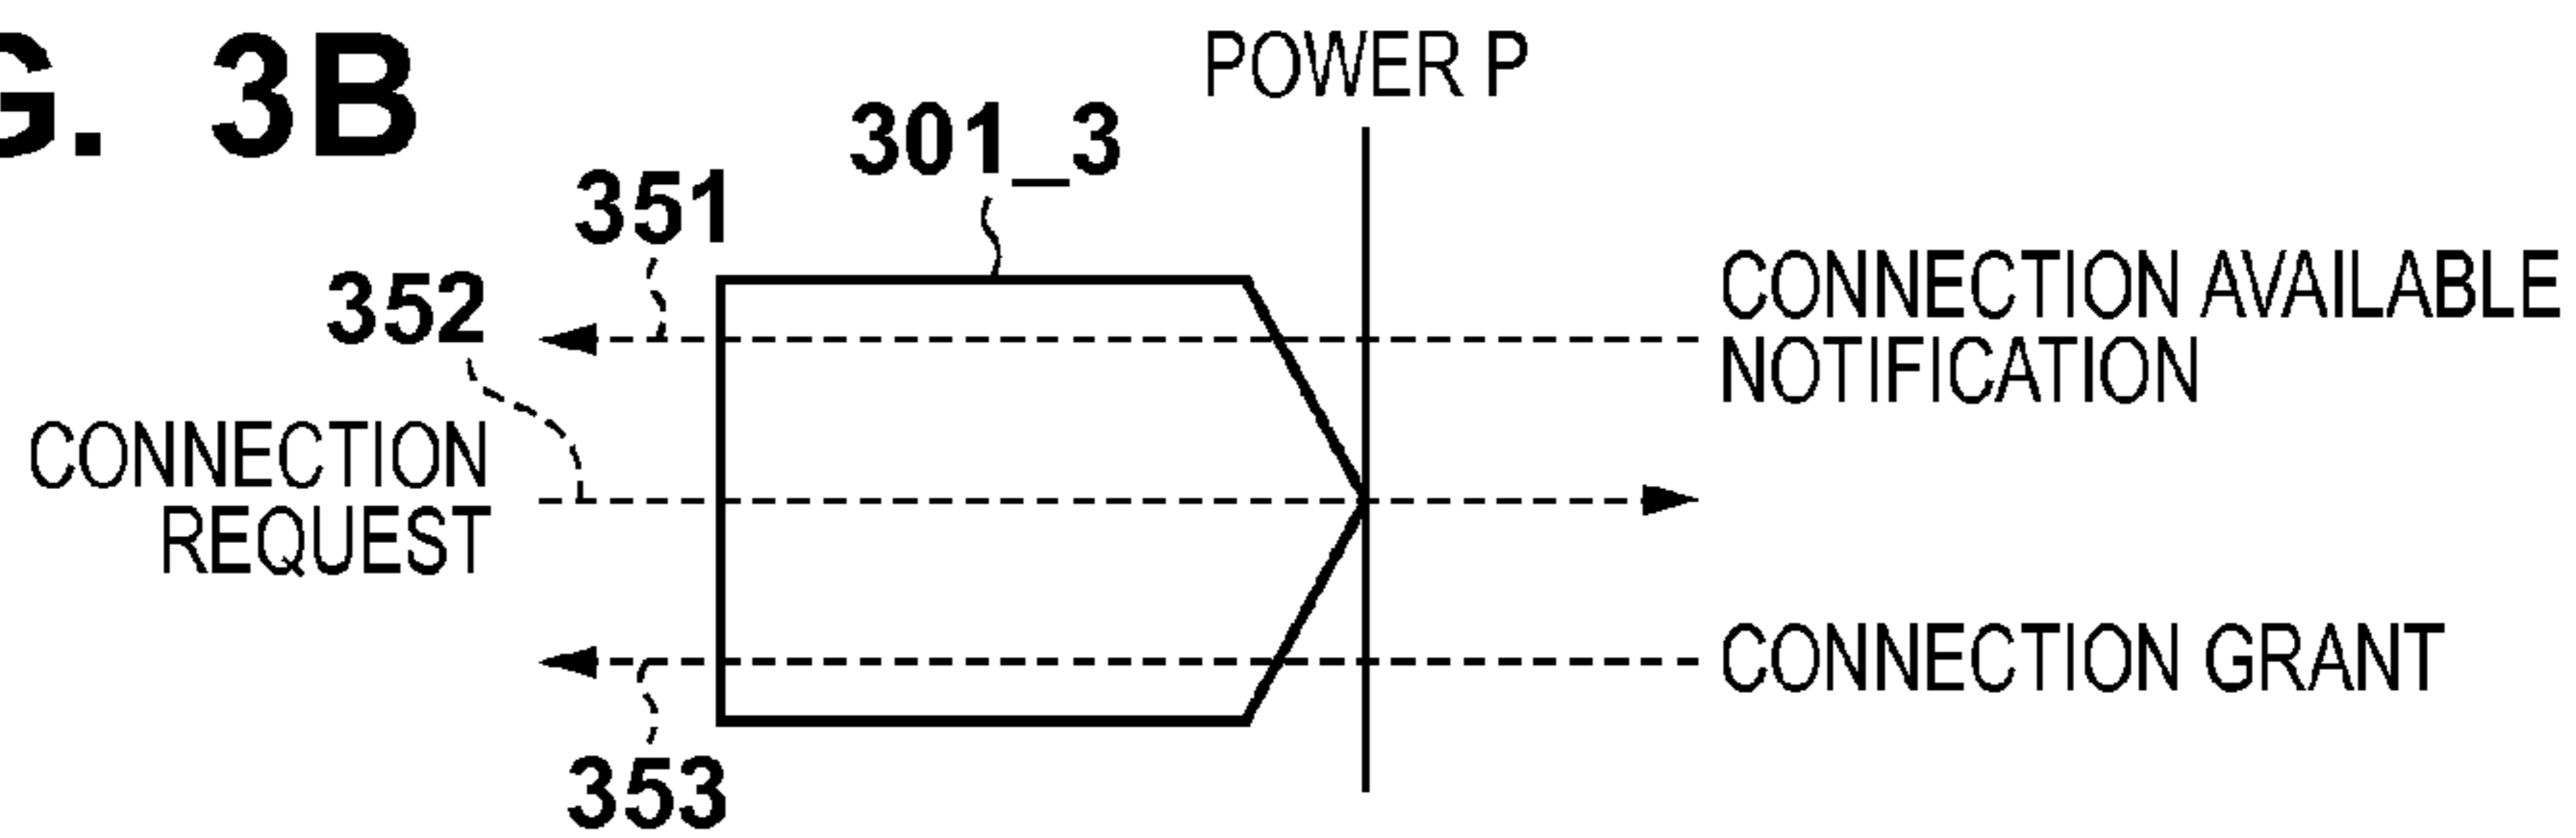 G. 3B
POWER P
301_3
351
352
CONNECTION AVAILABLE
NOTIFICATION
CONNECTION
REQUEST
CONNECTION GRANT
353